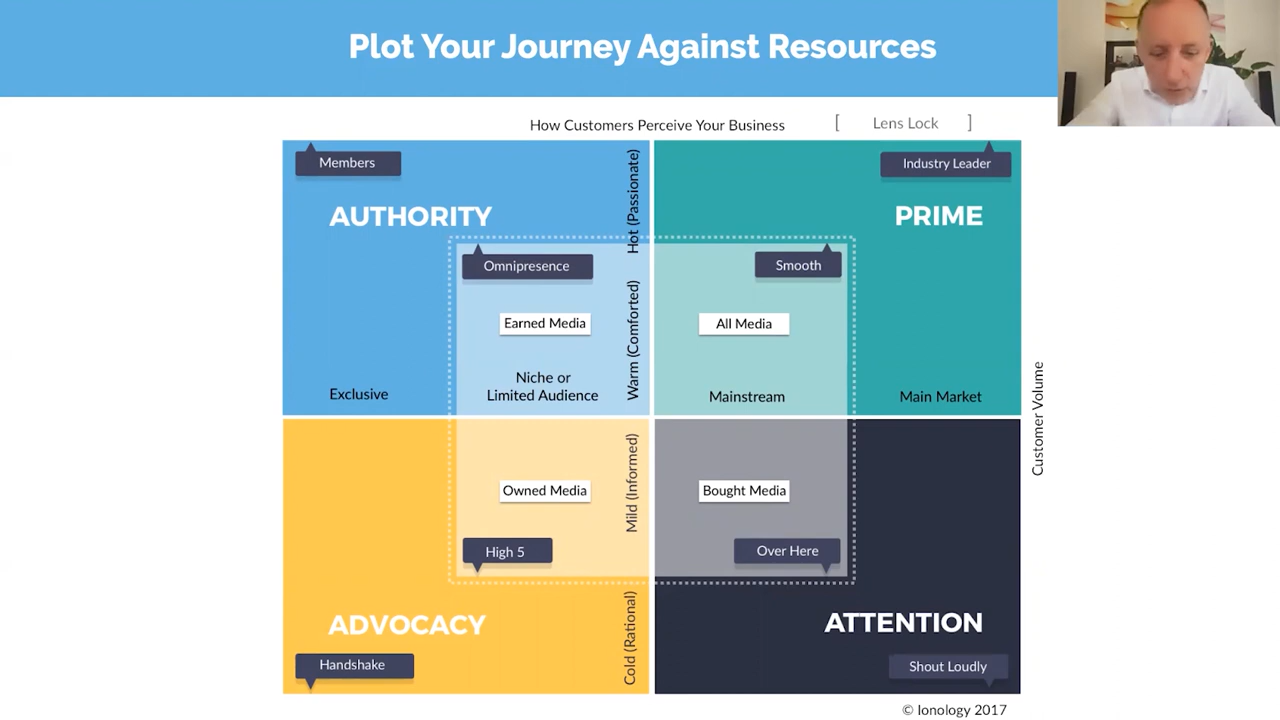 Plot Your Journey Against Resources
How Customers Perceive Your Business
[ Lens Lock ]
Members
Industry Leader
AUTHORITY
PRIME
Hot (Passionate)
Omnipresence
Smooth
Earned Media
All Media
Warm (Comforted)
Niche or
Limited Audience
Exclusive
Mainstream
Main Market
Customer Volume
Owned Media
Bought Media
Mild (Informed)
High 5
Over Here
ADVOCACY
ATTENTION
Cold (Rational)
Handshake
Shout Loudly
© Ionology 2017